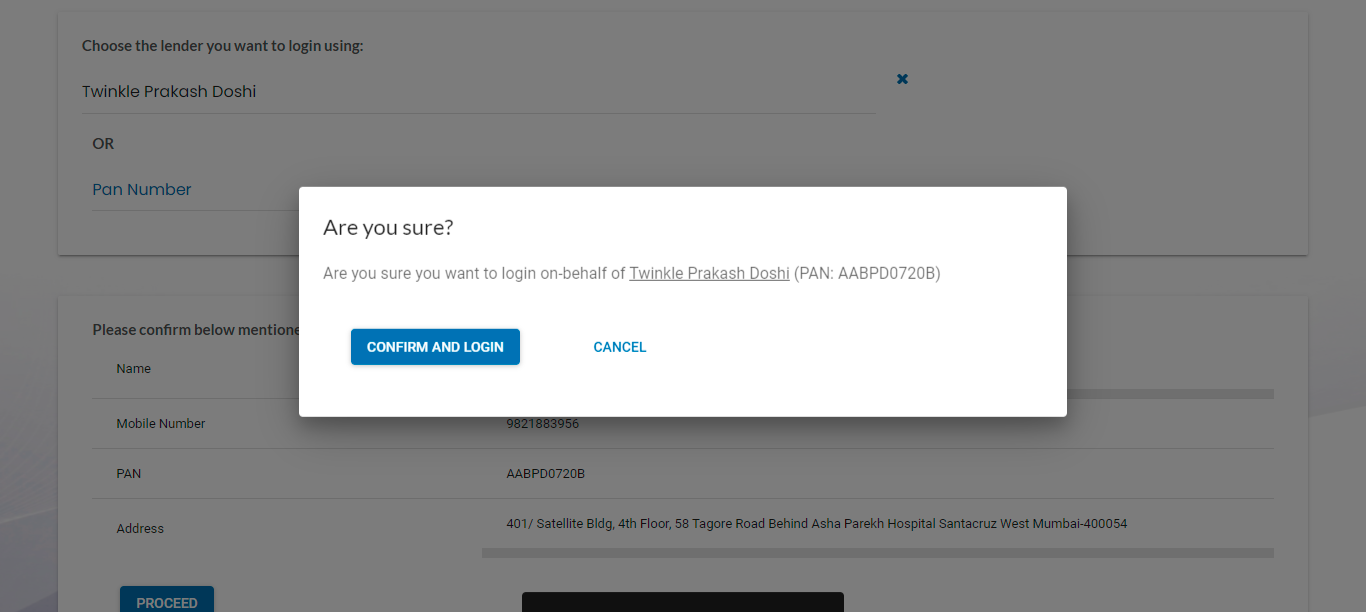 Choose the lender you want to login using:
Twinkle Prakash Doshi
✖
OR
Pan Number
Are you sure?
Are you sure you want to login on-behalf of Twinkle Prakash Doshi (PAN: AABPD0720B)
CONFIRM AND LOGIN CANCEL
Please confirm below mentione
Name
Mobile Number 9821883956
PAN AABPD0720B
Address 401/ Satellite Bldg, 4th Floor, 58 Tagore Road Behind Asha Parekh Hospital Santacruz West Mumbai-400054
PROCEED